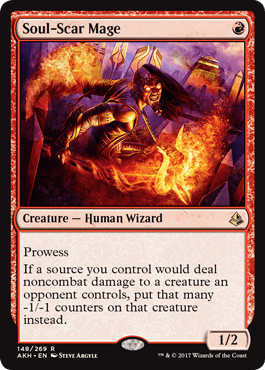 Soul-Scar Mage
Creature — Human Wizard
Prowess
If a source you control would deal
noncombat damage to a creature an
opponent controls, put that many
-1/-1 counters on that creature
instead.
1/2
148/269 R
AKH • EN Steve Argyle
™ & © 2017 Wizards of the Coast